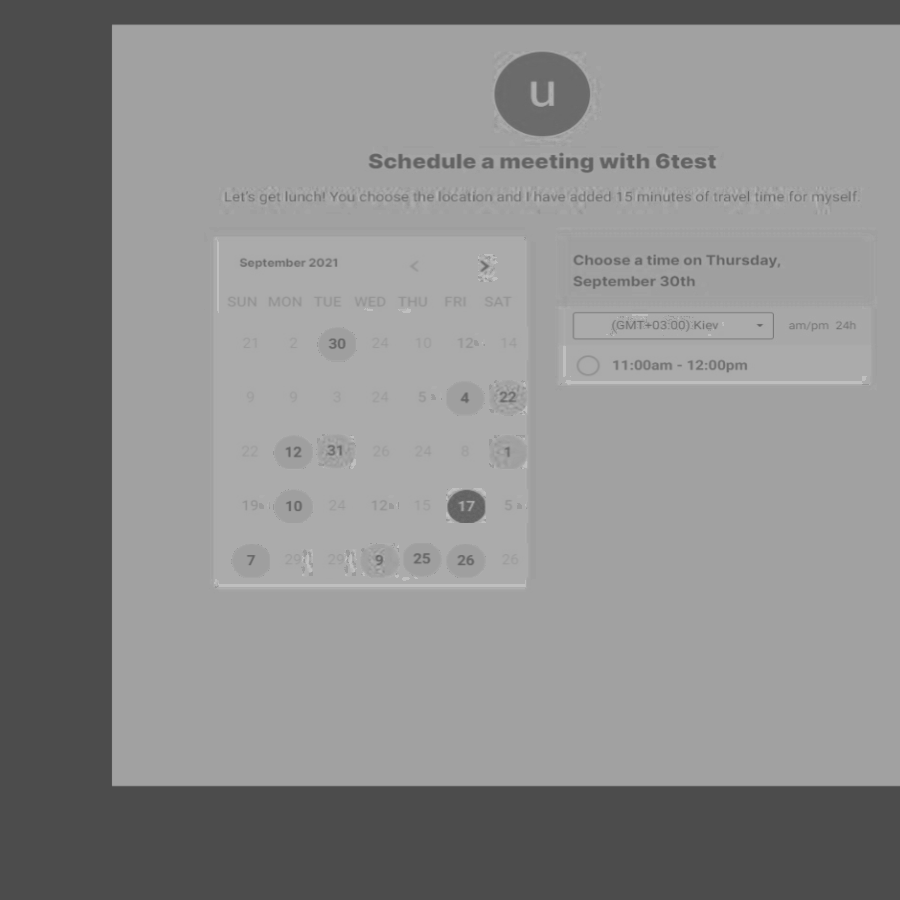 u
Schedule a meeting with 6test
Let's get lunch! You choose the location and I have added 15 minutes of travel time for myself.
September 2021 < >
SUN MON TUE WED THU FRI SAT
21 2 30 24 10 12 14
9 9 3 24 5 4 22
22 12 31 26 24 8 1
19 10 24 12 15 17 5
7 29 29 9 25 26 26
Choose a time on Thursday,
September 30th
(GMT+03:00) Kiev am/pm 24h
11:00am - 12:00pm